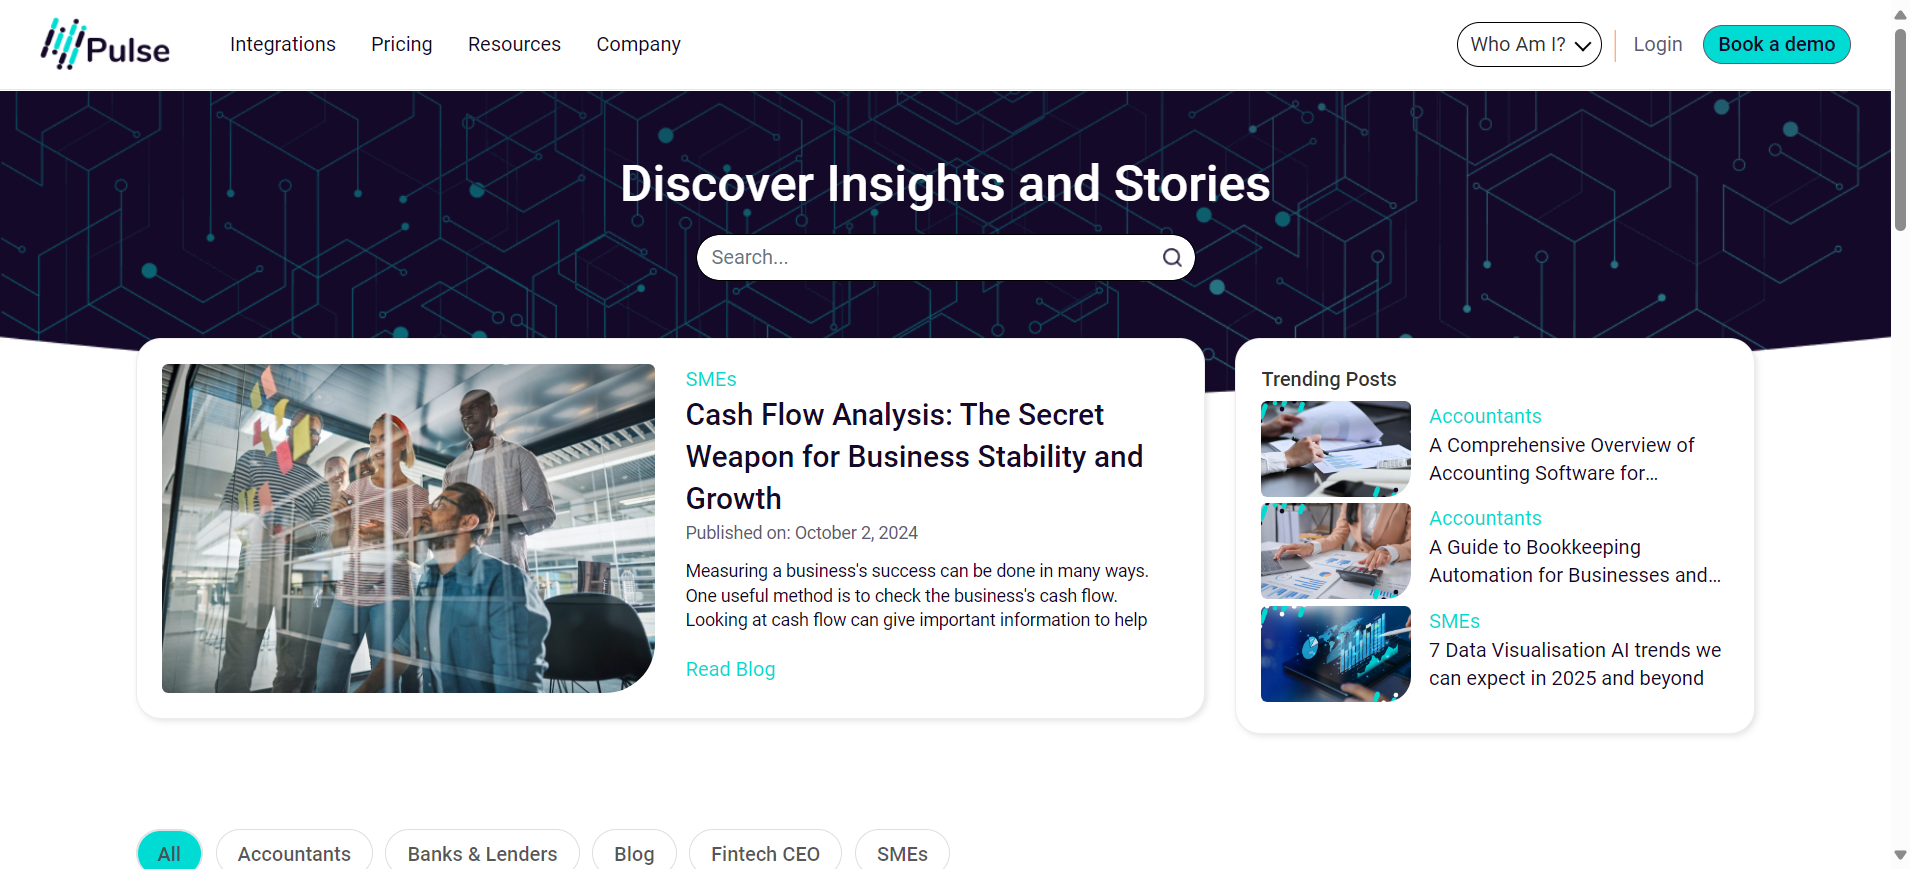 Pulse
Integrations
Pricing
Resources
Company
Who Am I?
Login
Book a demo
Discover Insights and Stories
Search...
SMEs
Cash Flow Analysis: The Secret
Weapon for Business Stability and
Growth
Published on: October 2, 2024
Measuring a business's success can be done in many ways.
One useful method is to check the business's cash flow.
Looking at cash flow can give important information to help
Read Blog
Trending Posts
Accountants
A Comprehensive Overview of
Accounting Software for...
Accountants
A Guide to Bookkeeping
Automation for Businesses and...
SMEs
7 Data Visualisation AI trends we
can expect in 2025 and beyond
All
Accountants
Banks & Lenders
Blog
Fintech CEO
SMEs